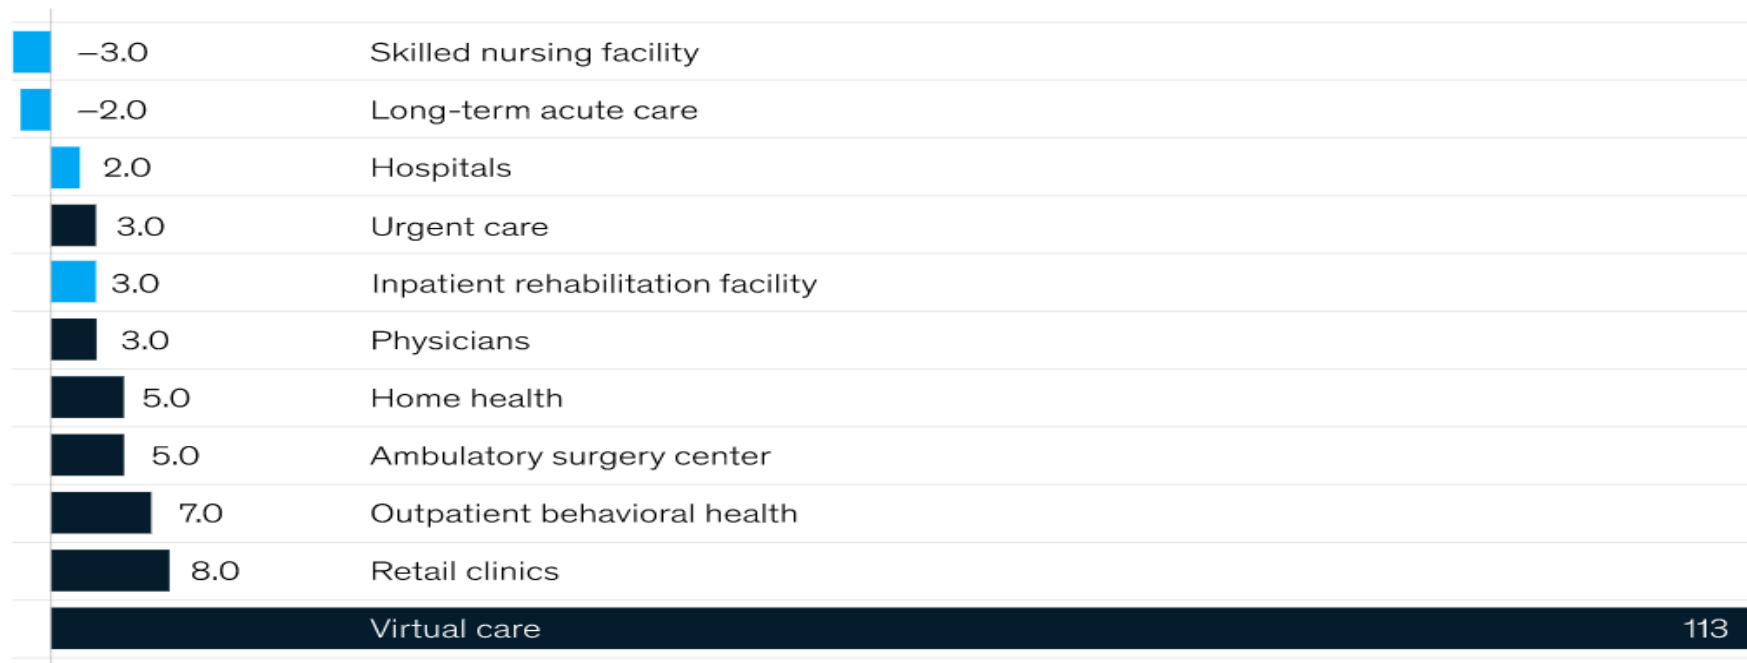 –3.0 Skilled nursing facility
–2.0 Long-term acute care
2.0 Hospitals
3.0 Urgent care
3.0 Inpatient rehabilitation facility
3.0 Physicians
5.0 Home health
5.0 Ambulatory surgery center
7.0 Outpatient behavioral health
8.0 Retail clinics
Virtual care 113